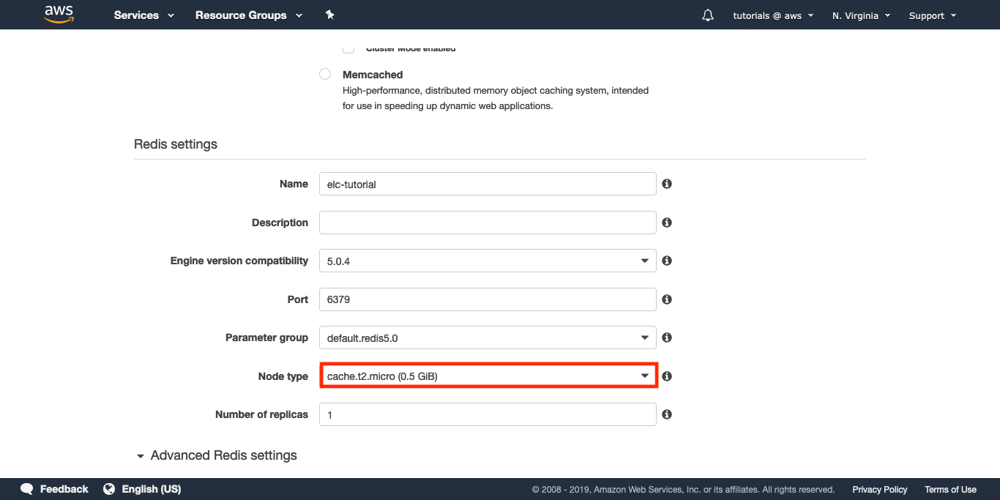 aws Services Resource Groups tutorials @ aws N. Virginia Support
Cluster Mode enabled
Memcached
High-performance, distributed memory object caching system, intended
for use in speeding up dynamic web applications.
Redis settings
Name elc-tutorial
Description
Engine version compatibility 5.0.4
Port 6379
Parameter group default.redis5.0
Node type cache.t2.micro (0.5 GiB)
Number of replicas 1
Advanced Redis settings
Feedback English (US) © 2008 - 2019, Amazon Web Services, Inc. or its affiliates. All rights reserved. Privacy Policy Terms of Use